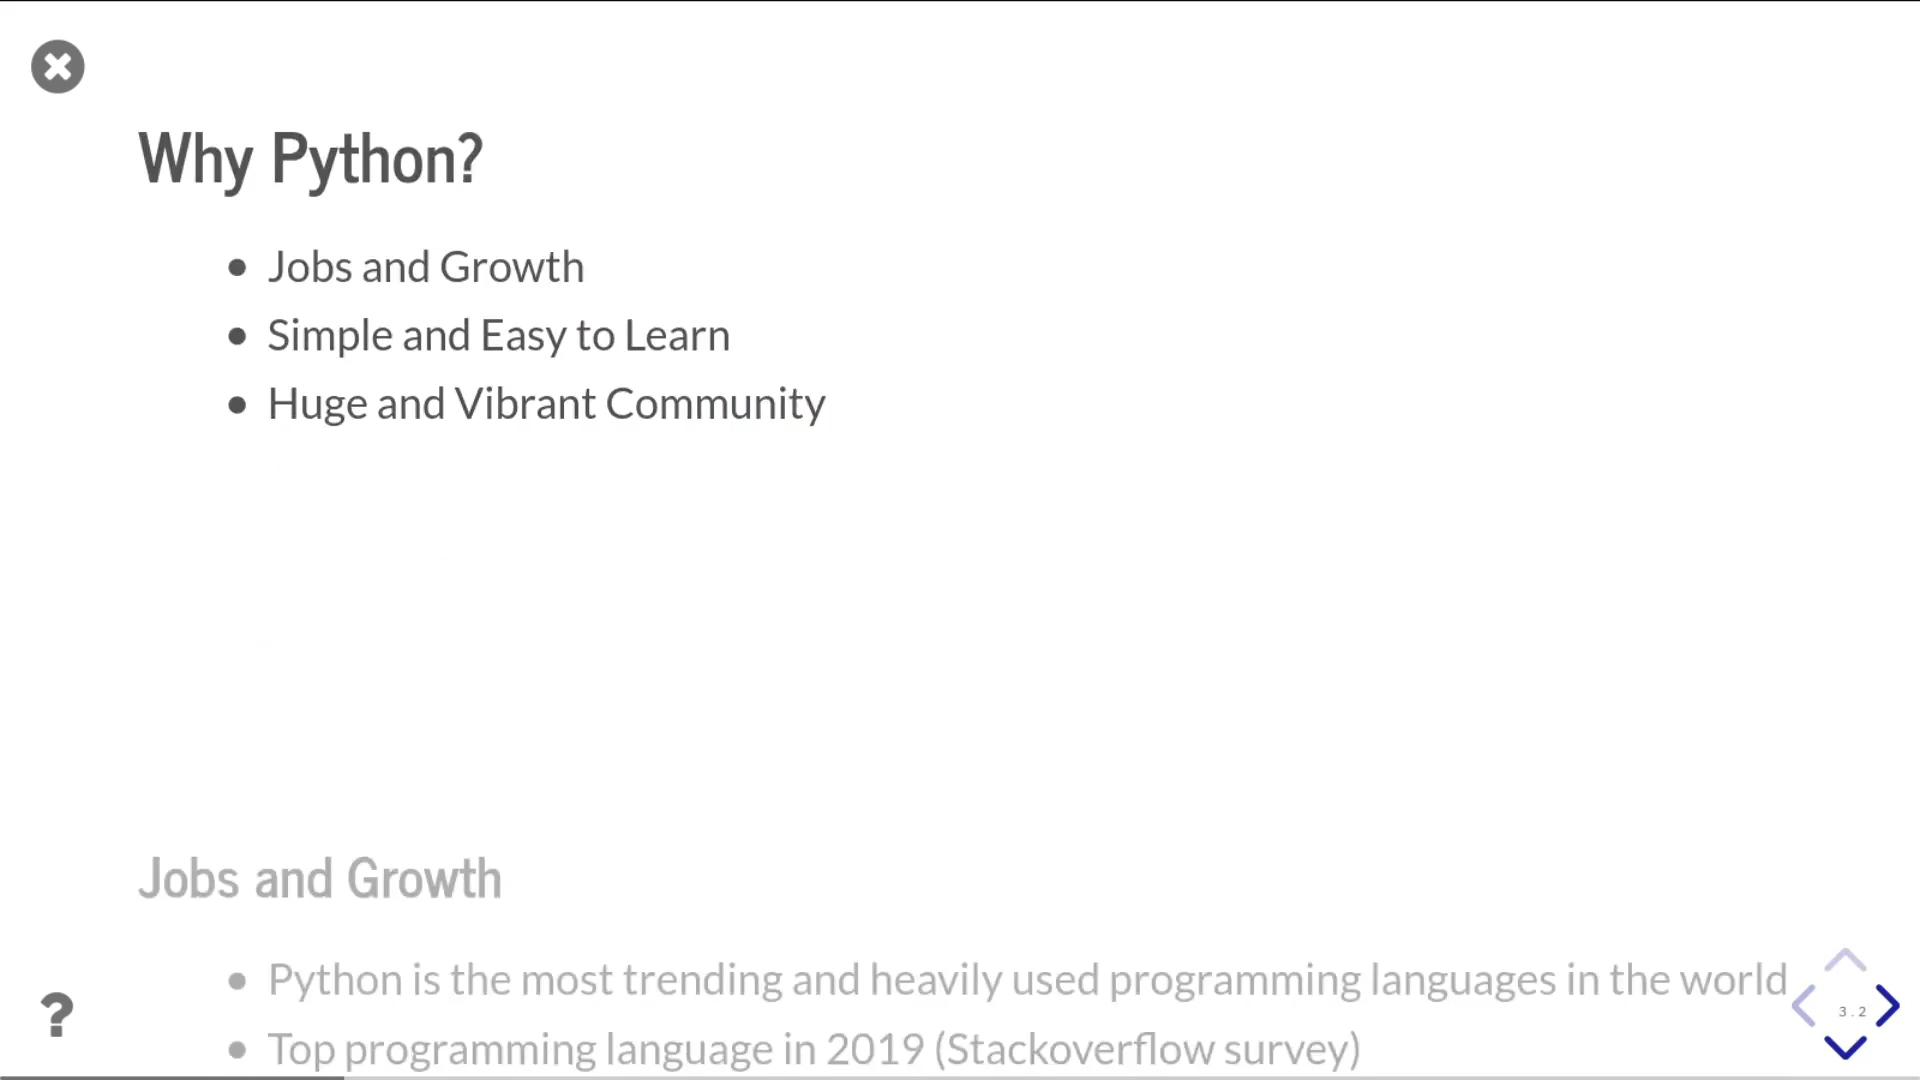 Why Python?
Jobs and Growth
Simple and Easy to Learn
Huge and Vibrant Community
Jobs and Growth
Python is the most trending and heavily used programming languages in the world
Top programming language in 2019 (Stackoverflow survey)
?
3.2